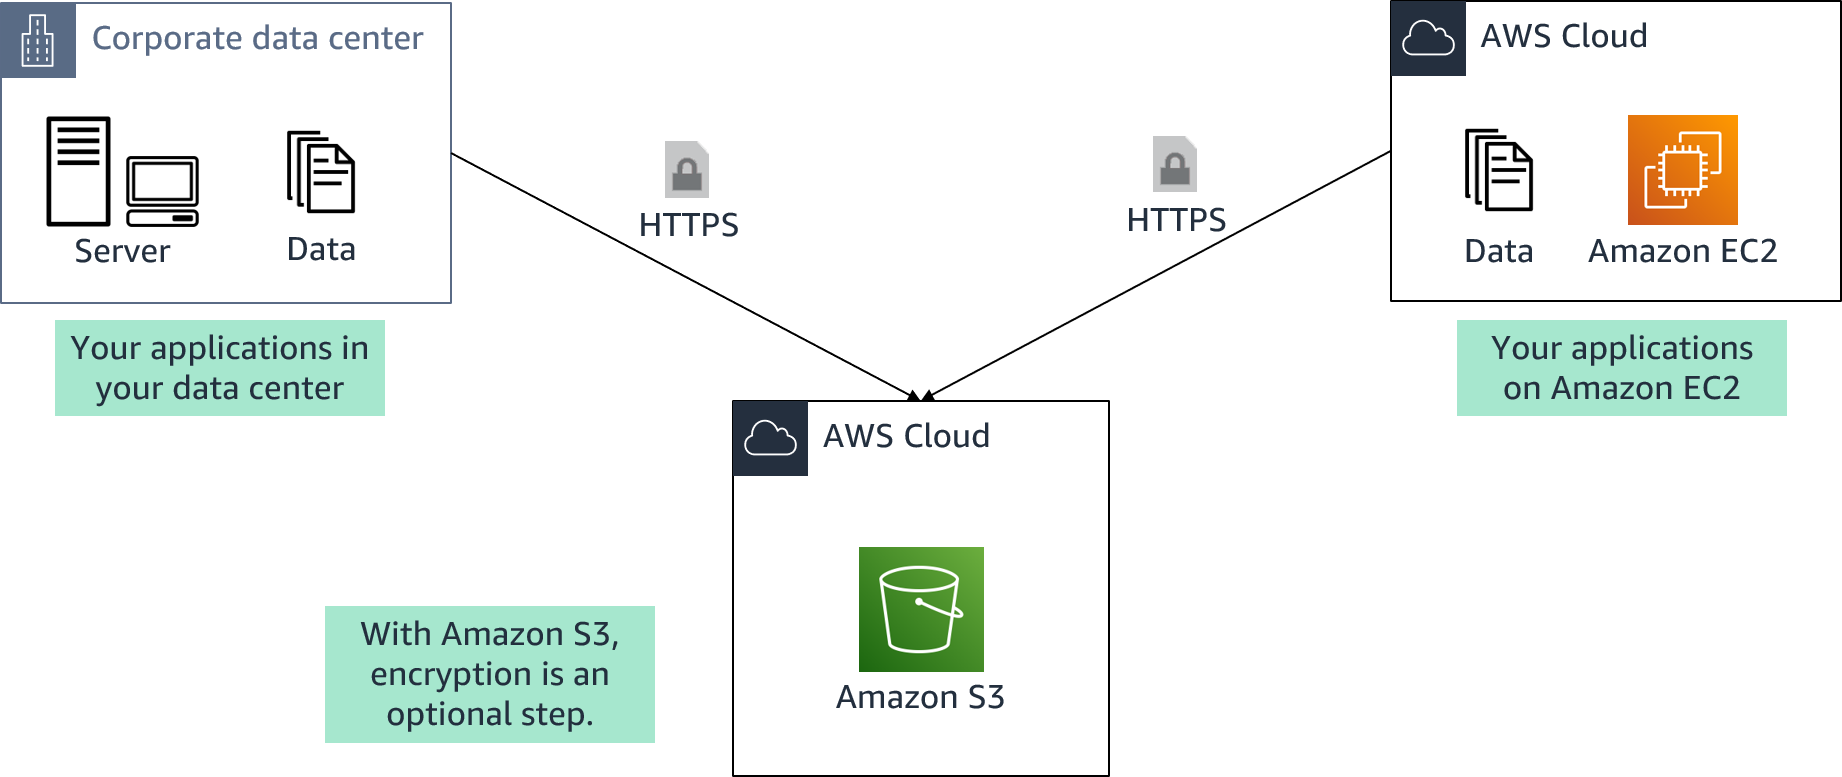 Corporate data center
Server
Data
Your applications in
your data center
HTTPS
HTTPS
AWS Cloud
Data
Amazon EC2
Your applications
on Amazon EC2
AWS Cloud
Amazon S3
With Amazon S3,
encryption is an
optional step.